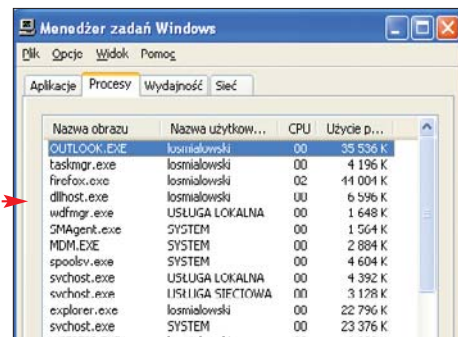 Menedżer zadań Windows
Plik Opcje Widok Pomoc
Aplikacje Procesy Wydajność Sieć
Nazwa obrazu Nazwa użytkow... CPU Użycie p...
OUTLOOK.EXE losmialowski 00 35 536 K
taskmgr.exe losmialowski 00 4 196 K
firefox.exe losmialowski 02 44 004 K
dllhost.exe losmialowski 00 6 596 K
wdfmgr.exe USŁUGA LOKALNA 00 1 648 K
SMAgent.exe SYSTEM 00 1 564 K
MDM.EXE SYSTEM 00 2 884 K
spoolsv.exe SYSTEM 00 4 604 K
svchost.exe USŁUGA LOKALNA 00 4 392 K
svchost.exe USŁUGA SIECIOWA 00 3 128 K
explorer.exe losmialowski 00 22 796 K
svchost.exe SYSTEM 00 23 376 K